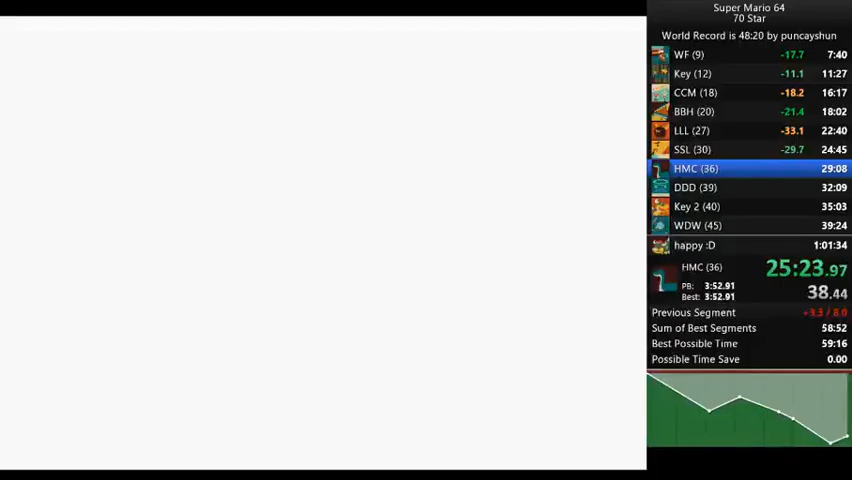 Super Mario 64
70 Star
World Record is 48:20 by puncayshun
WF (9) -17.7 7:40
Key (12) -11.1 11:27
CCM (18) -18.2 16:17
BBH (20) -21.4 18:02
LLL (27) -33.1 22:40
SSL (30) -29.7 24:45
HMC (36) 29:08
DDD (39) 32:09
Key 2 (40) 35:03
WDW (45) 39:24
happy :D 1:01:34
HMC (36) 25:23.97
PB: 3:52.91
Best: 3:52.91 38.44
Previous Segment +3.3 / 8.0
Sum of Best Segments 58:52
Best Possible Time 59:16
Possible Time Save 0.00